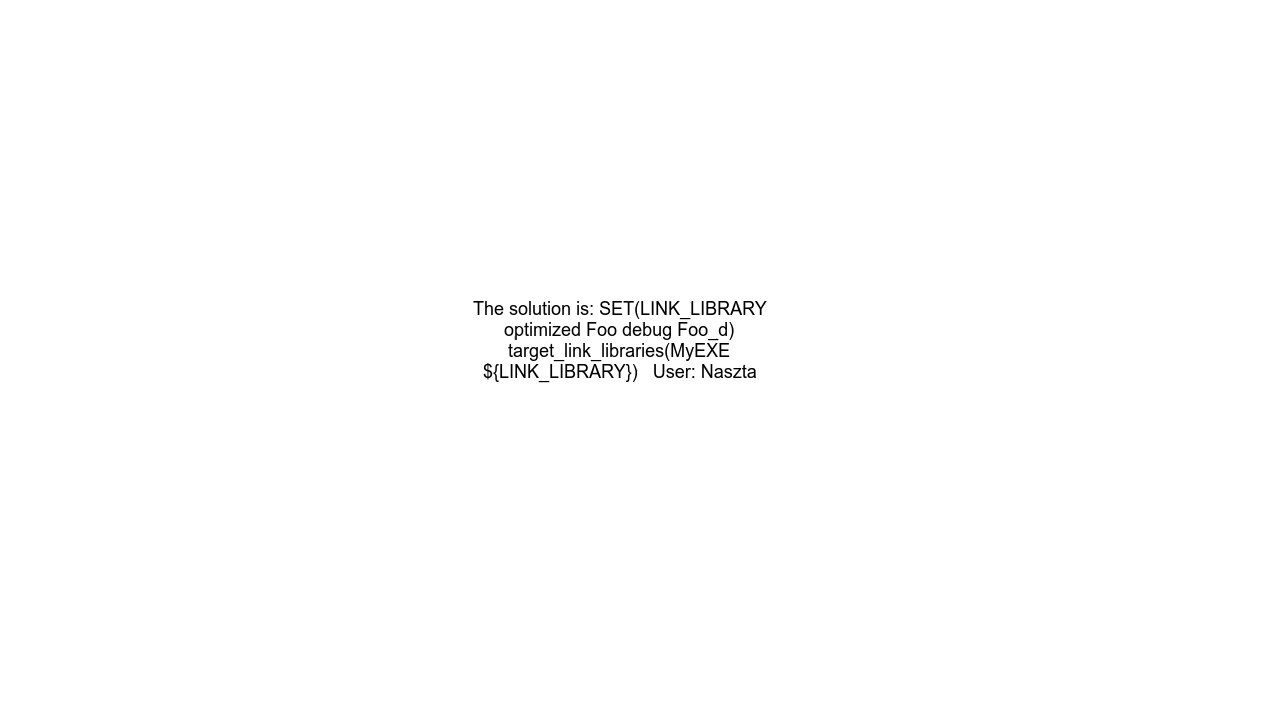 The solution is: SET(LINK_LIBRARY
optimized Foo debug Foo_d)
target_link_libraries(MyEXE
${LINK_LIBRARY})   User: Naszta